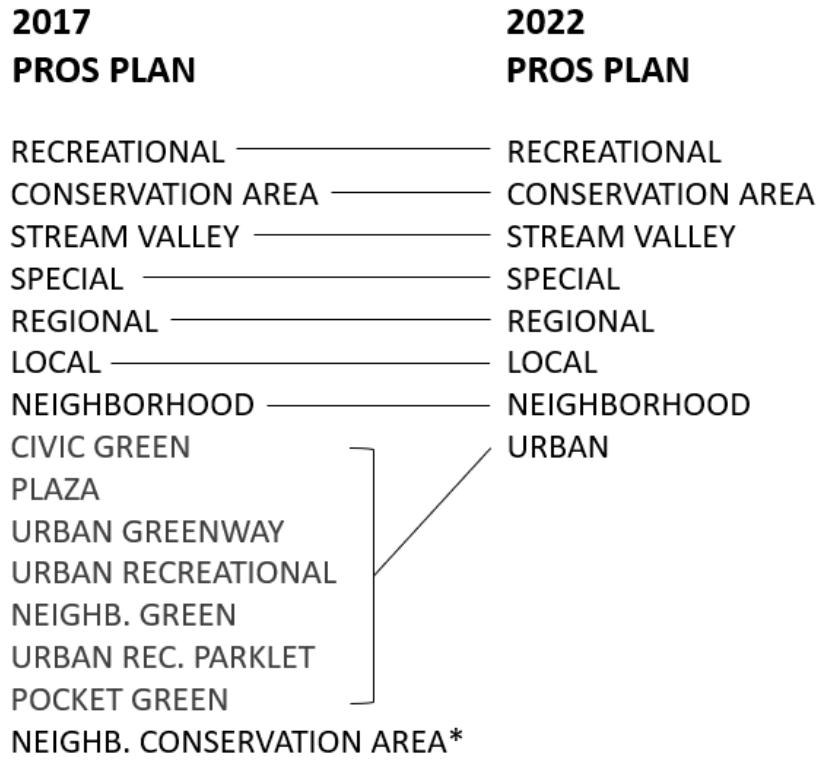 2017
PROS PLAN
RECREATIONAL
CONSERVATION AREA
STREAM VALLEY
SPECIAL
REGIONAL
LOCAL
NEIGHBORHOOD
CIVIC GREEN
PLAZA
URBAN GREENWAY
URBAN RECREATIONAL
NEIGHB. GREEN
URBAN REC. PARKLET
POCKET GREEN
NEIGHB. CONSERVATION AREA*
2022
PROS PLAN
RECREATIONAL
CONSERVATION AREA
STREAM VALLEY
SPECIAL
REGIONAL
LOCAL
NEIGHBORHOOD
URBAN